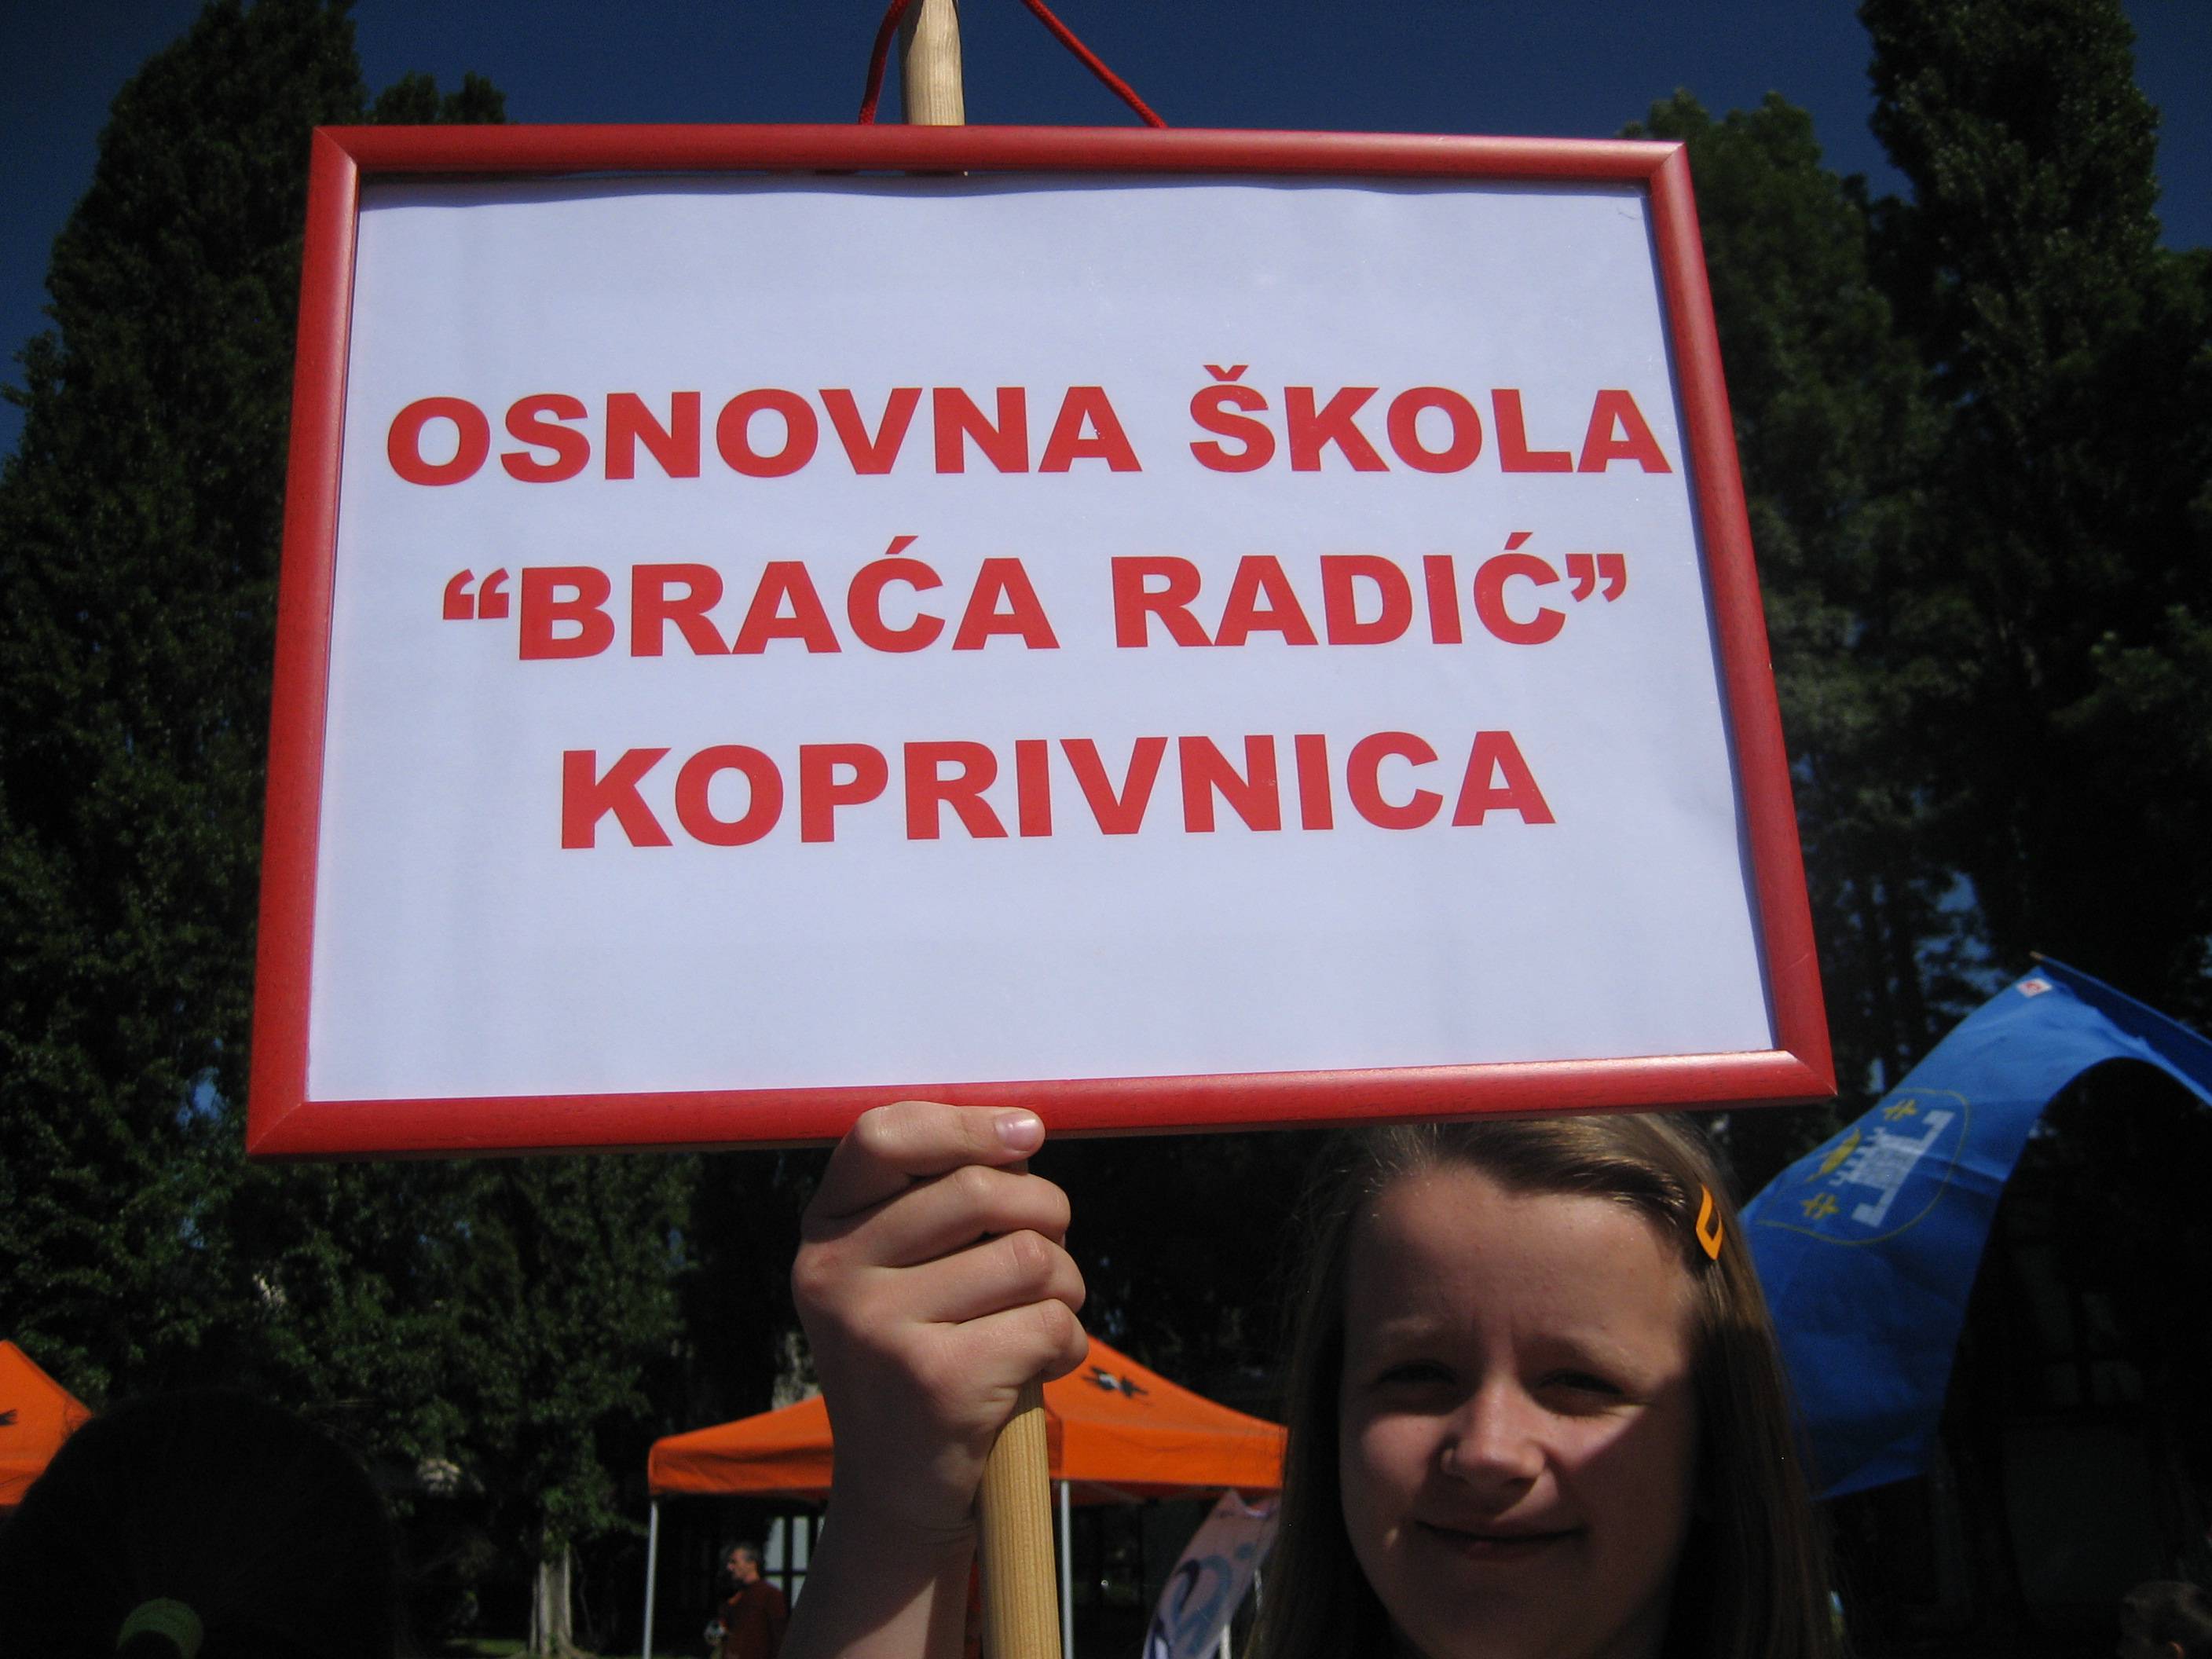 OSNOVNA ŠKOLA
“BRAĆA RADIĆ”
KOPRIVNICA